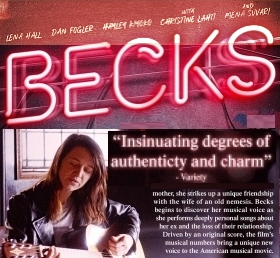 WITH
AND
LENA HALL DAN FOGLER HAYLEY KIYOKO CHRISTINE LAHTI MENA SUVARI
BECKS
"Insinuating degrees of
authenticty and charm"
- Variety
mother, she strikes up a unique friendship
with the wife of an old nemesis. Becks
begins to discover her musical voice as
she performs deeply personal songs about
her ex and the loss of their relationship.
Driven by an original score, the film's
musical numbers bring a unique new
voice to the American musical movie.